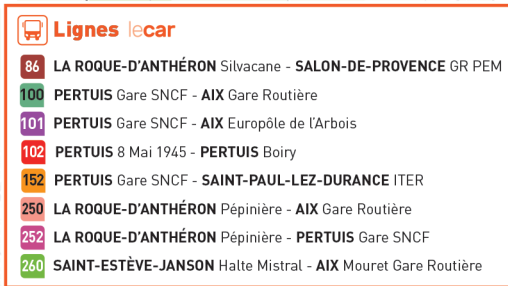 Lignes lecar
86 LA ROQUE-D'ANTHÉRON Silvacane - SALON-DE-PROVENCE GR PEM
100 PERTUIS Gare SNCF - AIX Gare Routière
101 PERTUIS Gare SNCF - AIX Europôle de l'Arbois
102 PERTUIS 8 Mai 1945 - PERTUIS Boiry
152 PERTUIS Gare SNCF - SAINT-PAUL-LEZ-DURANCE ITER
250 LA ROQUE-D'ANTHÉRON Pépinière - AIX Gare Routière
252 LA ROQUE-D'ANTHÉRON Pépinière - PERTUIS Gare SNCF
260 SAINT-ESTÈVE-JANSON Halte Mistral - AIX Mouret Gare Routière